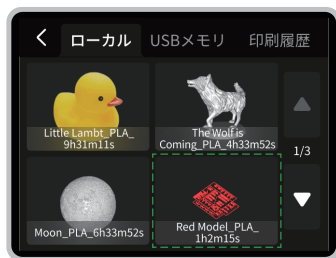 ローカル USBメモリ 印刷履歴
Little Lambt_PLA_
9h31m11s
The Wolf is
Coming_PLA_4h33m52s
1/3
Moon_PLA_6h33m52s
Red Model_PLA_
1h2m15s